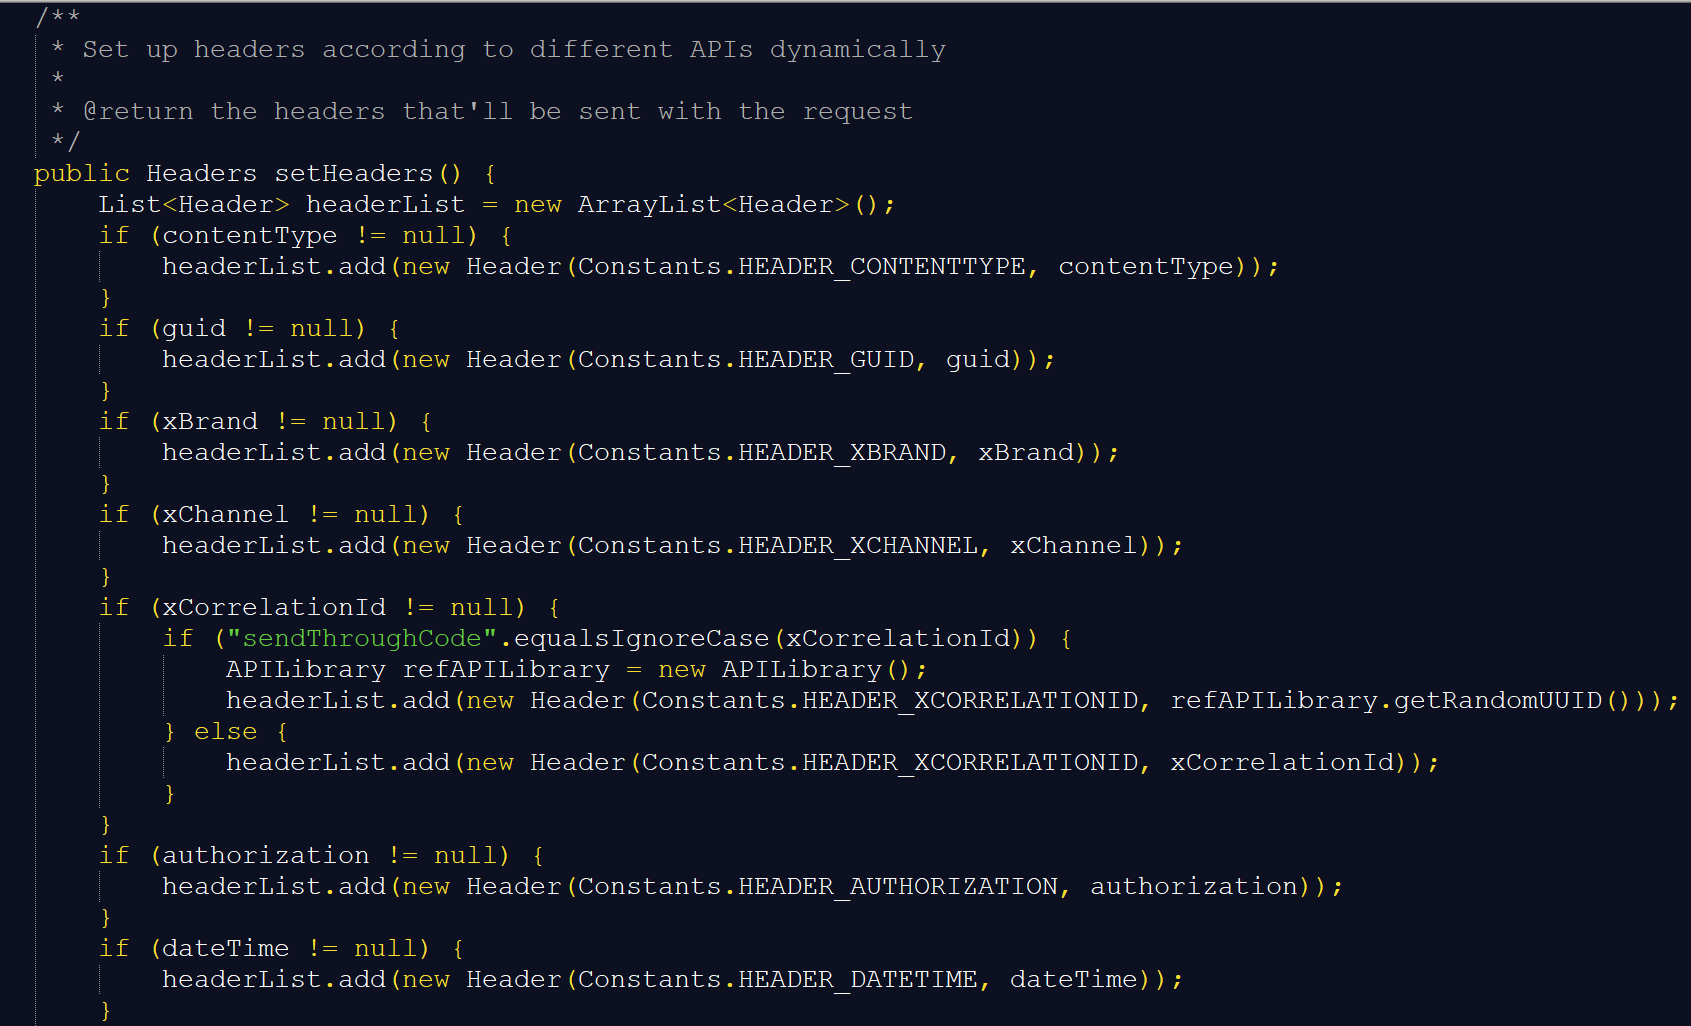 /**
 * Set up headers according to different APIs dynamically
 *
 * @return the headers that'll be sent with the request
 */
public Headers setHeaders() {
    List<Header> headerList = new ArrayList<Header>();
    if (contentType != null) {
        headerList.add(new Header(Constants.HEADER_CONTENTTYPE, contentType));
    }
    if (guid != null) {
        headerList.add(new Header(Constants.HEADER_GUID, guid));
    }
    if (xBrand != null) {
        headerList.add(new Header(Constants.HEADER_XBRAND, xBrand));
    }
    if (xChannel != null) {
        headerList.add(new Header(Constants.HEADER_XCHANNEL, xChannel));
    }
    if (xCorrelationId != null) {
        if ("sendThroughCode".equalsIgnoreCase(xCorrelationId)) {
            APILibrary refAPILibrary = new APILibrary();
            headerList.add(new Header(Constants.HEADER_XCORRELATIONID, refAPILibrary.getRandomUUID()));
        } else {
            headerList.add(new Header(Constants.HEADER_XCORRELATIONID, xCorrelationId));
        }
    }
    if (authorization != null) {
        headerList.add(new Header(Constants.HEADER_AUTHORIZATION, authorization));
    }
    if (dateTime != null) {
        headerList.add(new Header(Constants.HEADER_DATETIME, dateTime));
    }